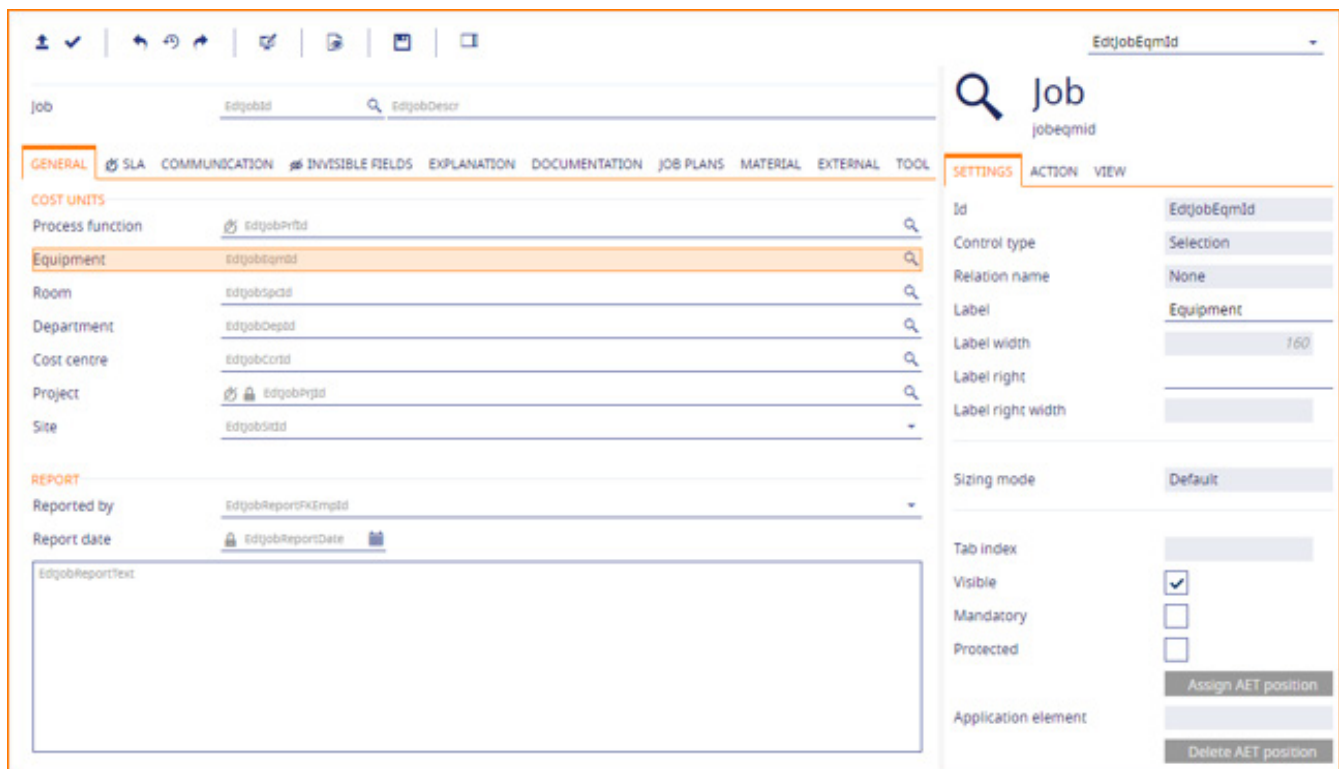 EdtJobEqmId
Job
jobeqmid
Job EdtJobId EdtJobDescr
GENERAL SLA COMMUNICATION INVISIBLE FIELDS EXPLANATION DOCUMENTATION JOB PLANS MATERIAL EXTERNAL TOOL
COST UNITS
Process function EdtJobPrfId
Equipment EdtJobEqmId
Room EdtJobSpcId
Department EdtJobDepId
Cost centre EdtJobCcrId
Project EdtJobPrjId
Site EdtJobSitId
REPORT
Reported by EdtJobReportFKEmpId
Report date EdtJobReportDate
EdtJobReportText
SETTINGS ACTION VIEW
Id EdtJobEqmId
Control type Selection
Relation name None
Label Equipment
Label width 160
Label right
Label right width
Sizing mode Default
Tab index
Visible
Mandatory
Protected
Assign AET position
Application element
Delete AET position